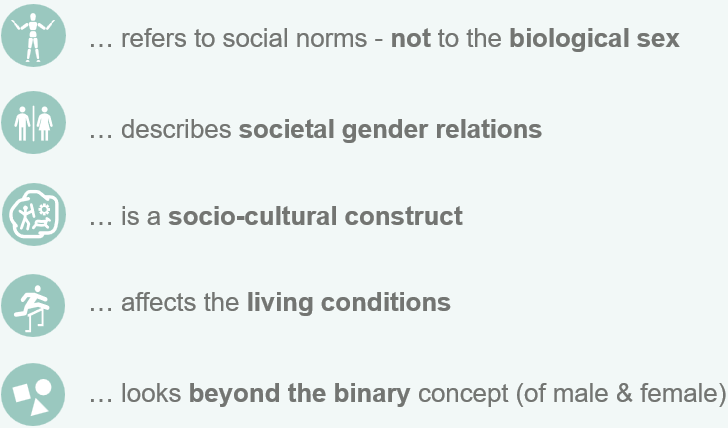 … refers to social norms - not to the biological sex
… describes societal gender relations
… is a socio-cultural construct
… affects the living conditions
… looks beyond the binary concept (of male & female)